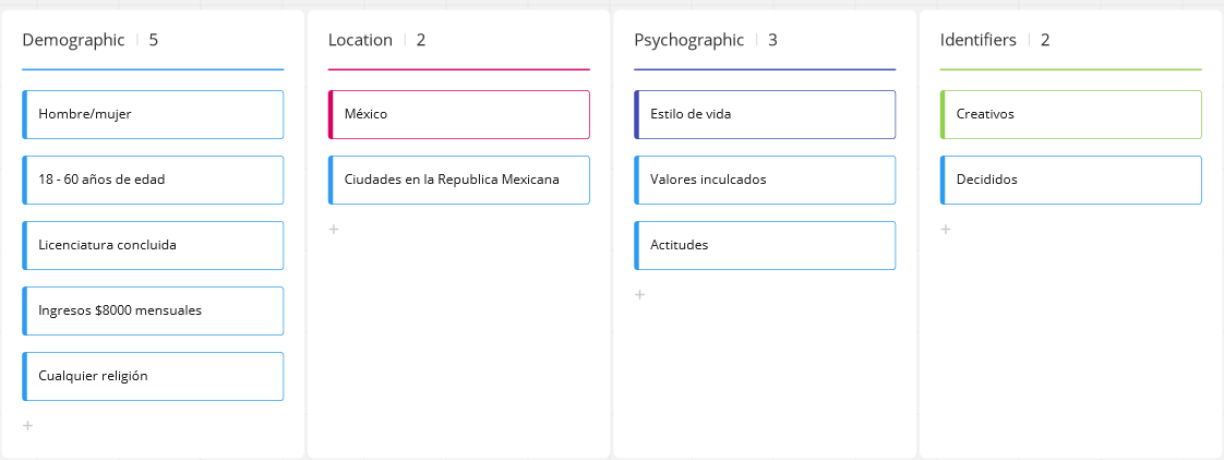 Demographic | 5
Hombre/mujer
18 - 60 años de edad
Licenciatura concluida
Ingresos $8000 mensuales
Cualquier religión
+
Location | 2
México
Ciudades en la Republica Mexicana
+
Psychographic | 3
Estilo de vida
Valores inculcados
Actitudes
+
Identifiers | 2
Creativos
Decididos
+